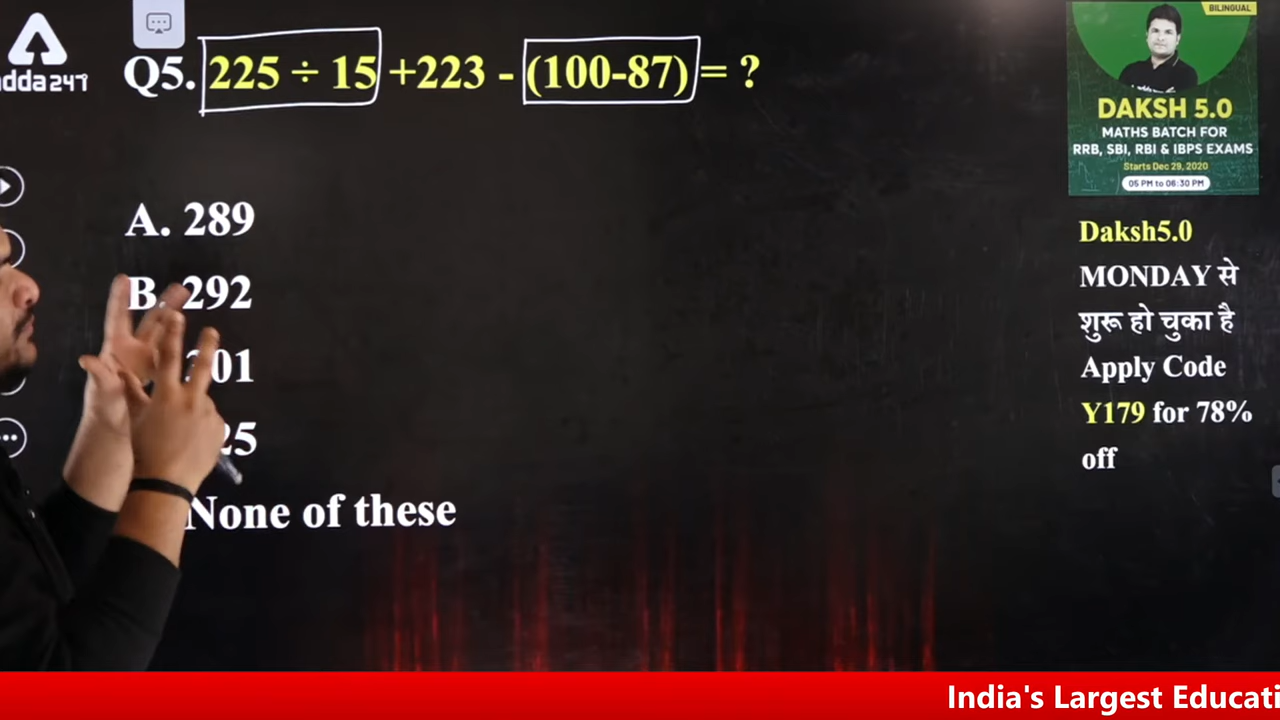 adda247
Q5. 225 ÷ 15 +223 - (100-87) = ?
A. 289
B. 292
01
25
None of these
BILINGUAL
DAKSH 5.0
MATHS BATCH FOR
RRB, SBI, RBI & IBPS EXAMS
Starts Dec 29, 2020
05 PM to 06:30 PM
Daksh5.0
MONDAY से
शुरू हो चुका है
Apply Code
Y179 for 78%
off
India's Largest Educati